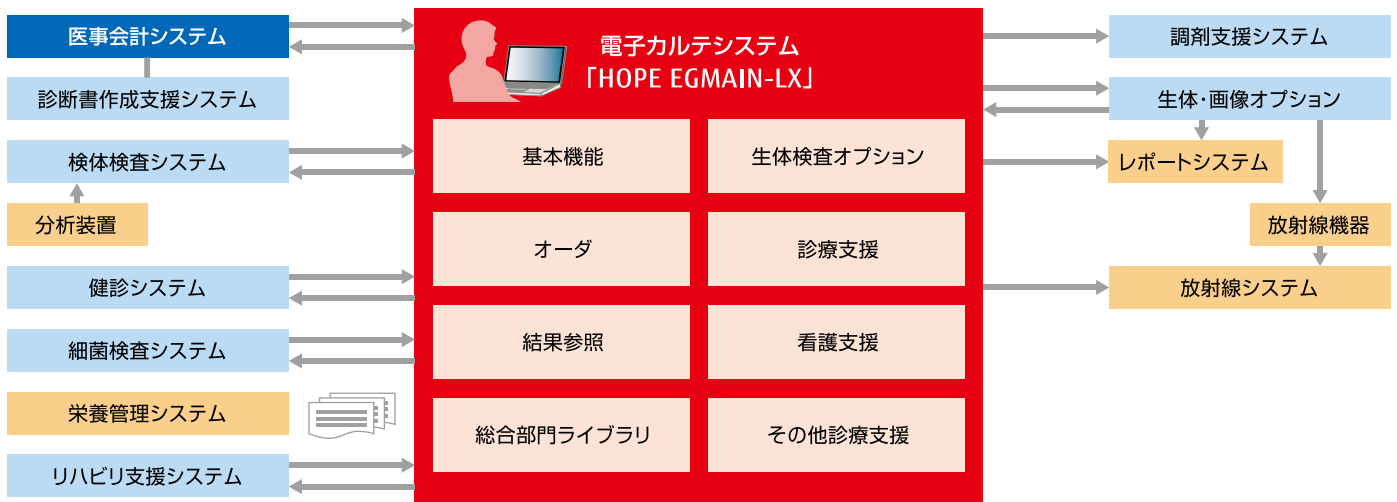 医事会計システム
診断書作成支援システム
検体検査システム
分析装置
健診システム
細菌検査システム
栄養管理システム
リハビリ支援システム
電子カルテシステム
「HOPE EGMAIN-LX」
基本機能
生体検査オプション
オーダ
診療支援
結果参照
看護支援
総合部門ライブラリ
その他診療支援
調剤支援システム
生体・画像オプション
レポートシステム
放射線機器
放射線システム